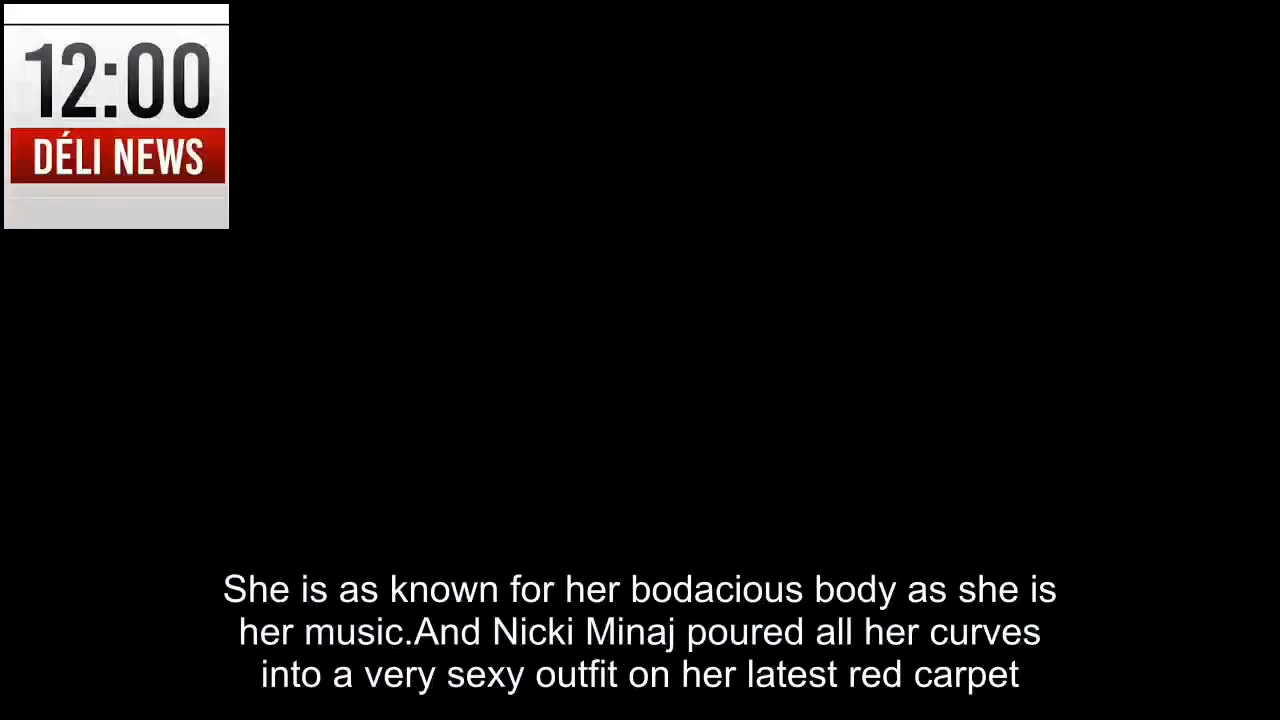 12:00
DÉLI NEWS
She is as known for her bodacious body as she is
her music.And Nicki Minaj poured all her curves
into a very sexy outfit on her latest red carpet